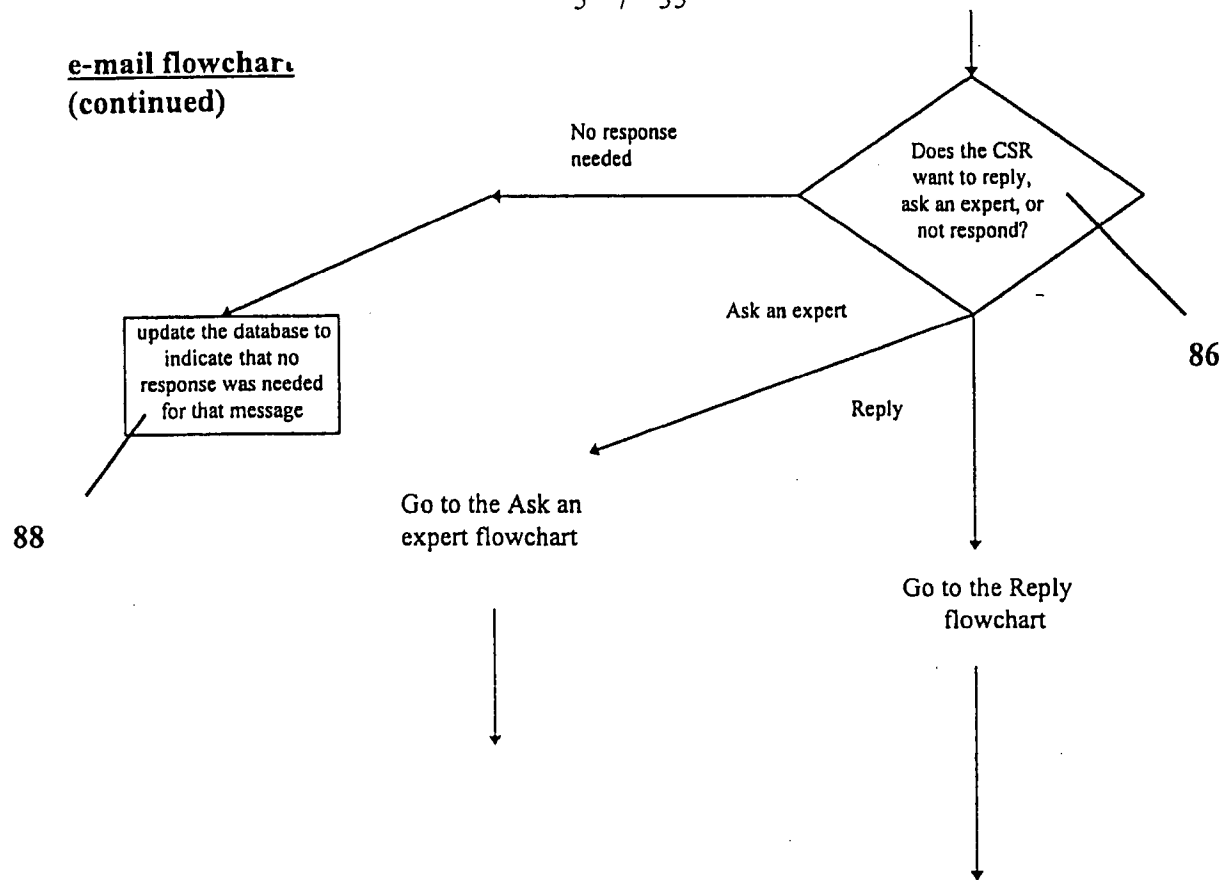 5 / 33
e-mail flowchart
(continued)
No response
needed
Does the CSR
want to reply,
ask an expert, or
not respond?
86
update the database to
indicate that no
response was needed
for that message
88
Ask an expert
Reply
Go to the Ask an
expert flowchart
Go to the Reply
flowchart